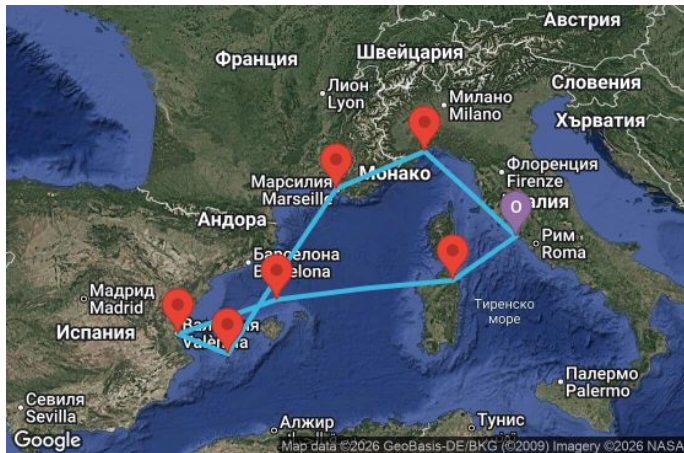 Австрия
Франция
Швейцария
Словения
Милано
Milano
Лион
Lyon
Хърватия
Флоренция
Firenze
Марсилия
Marseille
Монако
Андора
Рим
Roma
O
Барселона
Мадрид
Madrid
Тиренско
море
Испания
València
Палермо
Palermo
Севиля
Sevilla
Алжир
Тунис
Google
Map data ©2026 GeoBasis-DE/BKG (©2009) Imagery ©2026 NASA